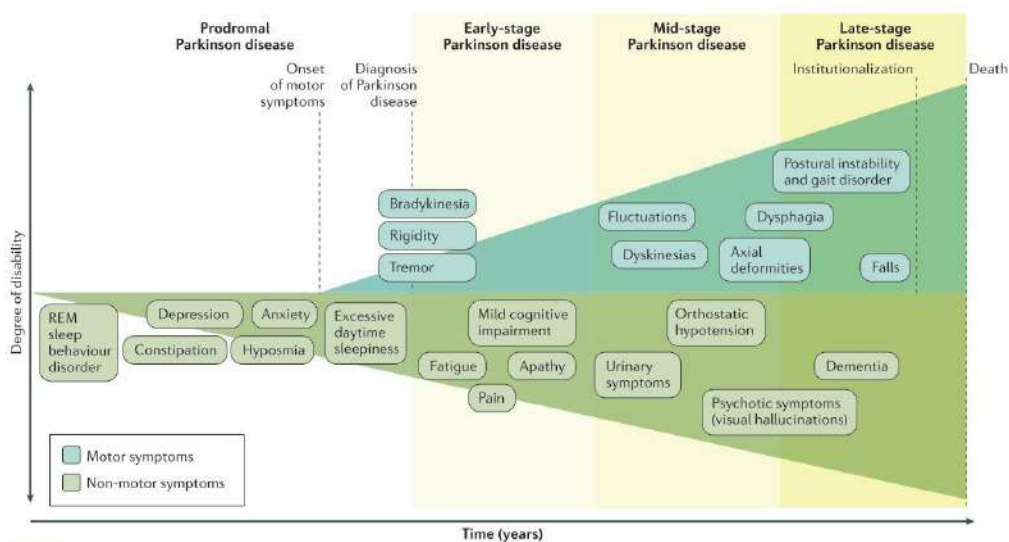 Prodromal
Parkinson disease
Early-stage
Parkinson disease
Mid-stage
Parkinson disease
Late-stage
Parkinson disease
Onset
of motor
symptoms
Diagnosis
of Parkinson
disease
Institutionalization
Death
Degree of disability
Postural instability
and gait disorder
Bradykinesia
Rigidity
Tremor
Fluctuations
Dysphagia
Dyskinesias
Axial
deformities
Falls
REM
sleep
behaviour
disorder
Depression
Anxiety
Constipation
Hyposmia
Excessive
daytime
sleepiness
Mild cognitive
impairment
Orthostatic
hypotension
Fatigue
Apathy
Pain
Urinary
symptoms
Dementia
Psychotic symptoms
(visual hallucinations)
Motor symptoms
Non-motor symptoms
Time (years)